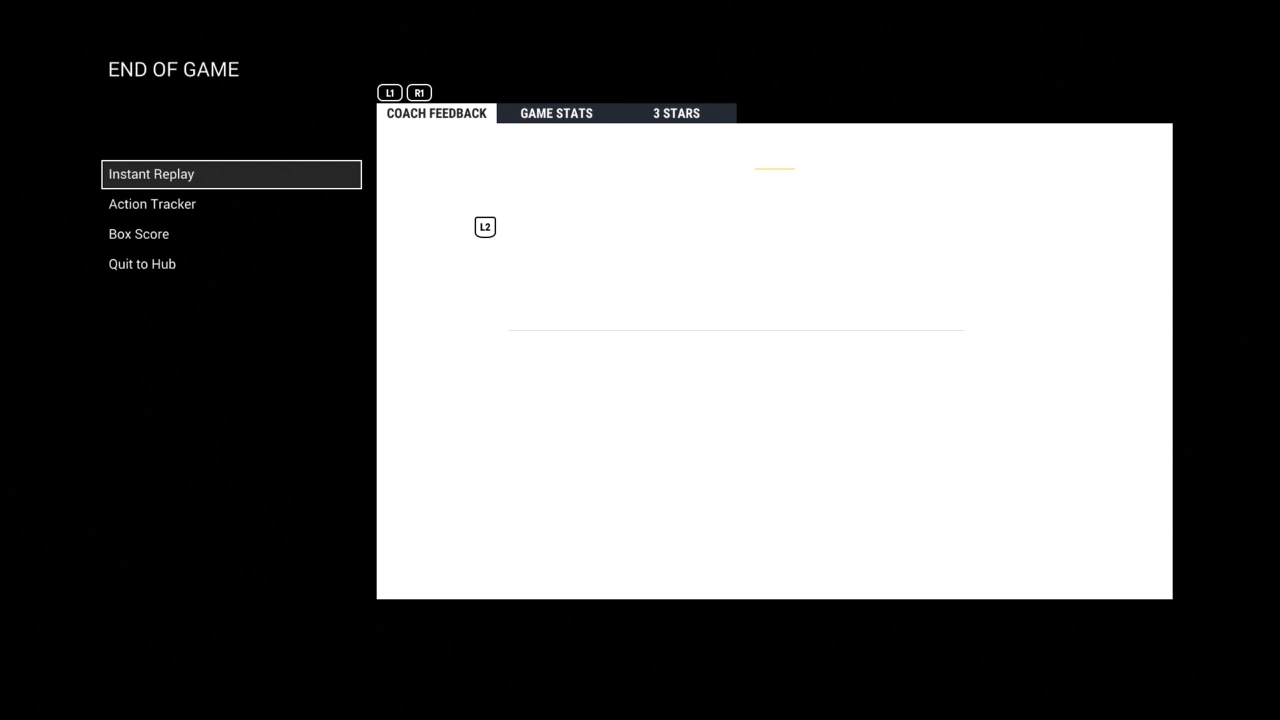 END OF GAME
L1 R1
COACH FEEDBACK GAME STATS 3 STARS
Instant Replay
Action Tracker
Box Score
Quit to Hub
L2